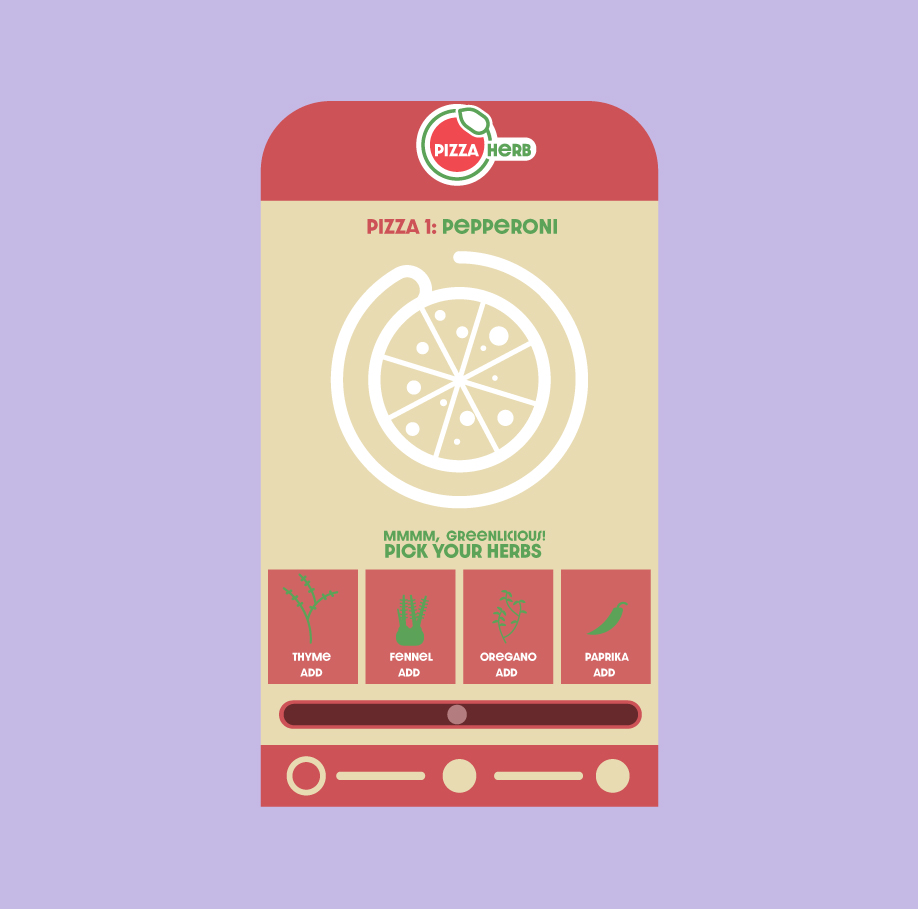 PIZZA HERB
PIZZA 1: PEPPERONI
MMMM, GREENLICIOUS!
PICK YOUR HERBS
THYME
ADD
FENNEL
ADD
OREGANO
ADD
PAPRIKA
ADD